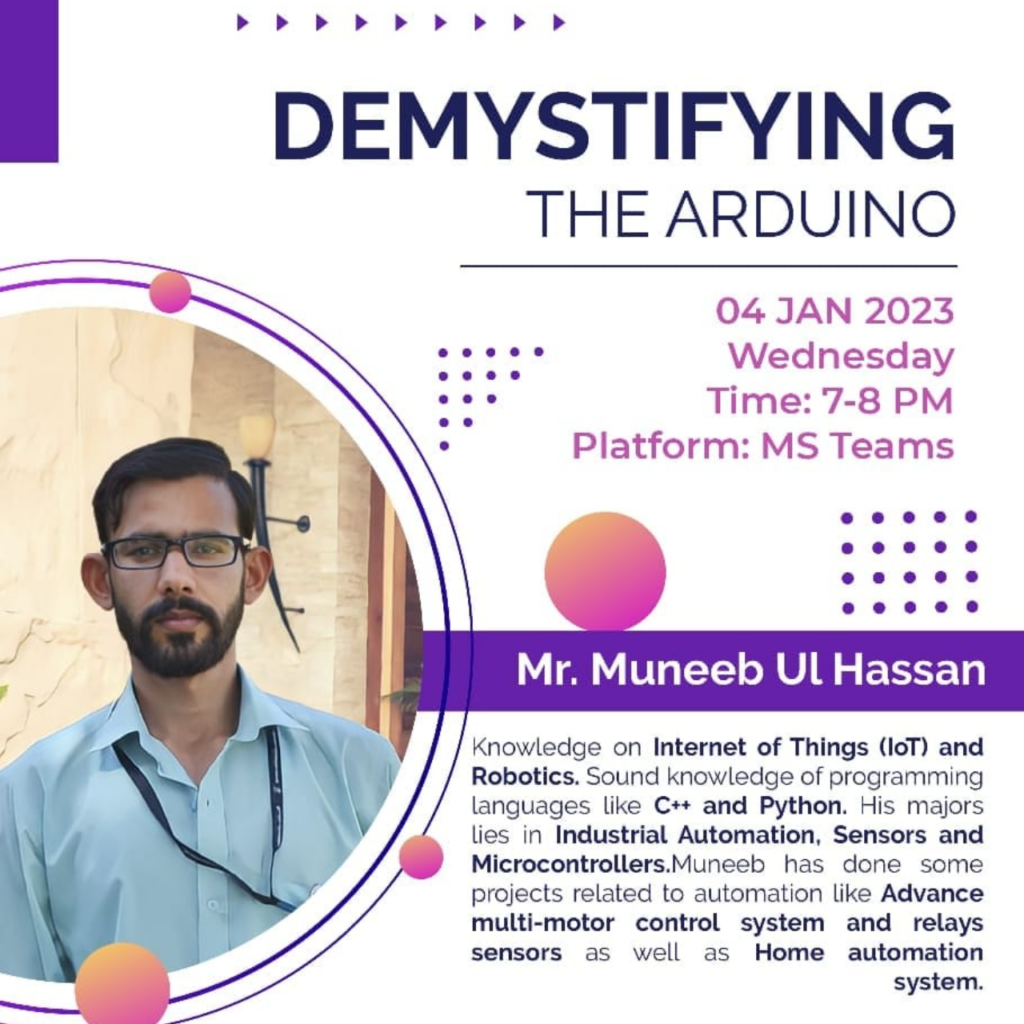 DEMYSTIFYING
THE ARDUINO
04 JAN 2023
Wednesday
Time: 7-8 PM
Platform: MS Teams
Mr. Muneeb Ul Hassan
Knowledge on Internet of Things (IoT) and
Robotics. Sound knowledge of programming
languages like C++ and Python. His majors
lies in Industrial Automation, Sensors and
Microcontrollers.Muneeb has done some
projects related to automation like Advance
multi-motor control system and relays
sensors as well as Home automation
system.